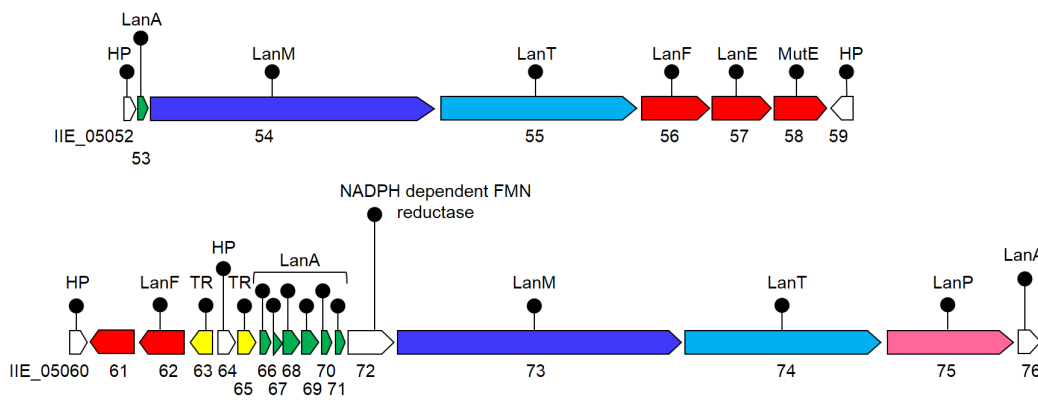 LanA
HP LanM LanT LanF LanE MutE HP
IIE_05052 54 55 56 57 58 59
53
NADPH dependent FMN
reductase
HP LanA
HP LanF TR TR LanM LanT LanP LanA
IIE_05060 61 62 63 64 66 68 70 72 73 74 75 76
65 67 69 71